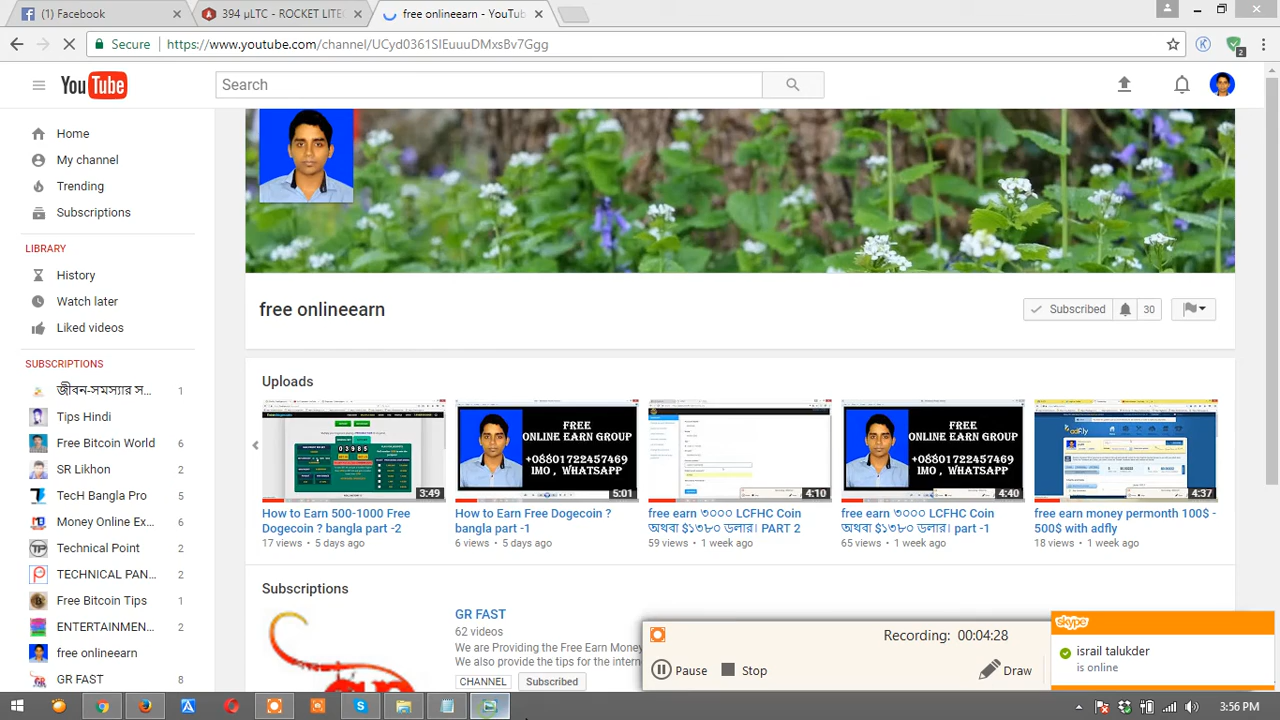 (1) Facebook
394 µLTC - ROCKET LITEC
free onlineearn - YouTub
Secure
https://www.youtube.com/channel/UCyd0361SIEuuuDMxsBv7Ggg
2
YouTube
Search
Home
My channel
Trending
Subscriptions
LIBRARY
History
Watch later
Liked videos
SUBSCRIPTIONS
জীবন-সমস্যার স... 1
Tips Hindi
Free Bitcoin World 6
SR Likhon 2
TecH Bangla Pro 5
Money Online Ex... 6
Technical Point 2
TECHNICAL PAN... 2
Free Bitcoin Tips 1
ENTERTAINMEN... 2
free onlineearn
GR FAST 9
free onlineearn
Subscribed 30
Uploads
3:49
How to Earn 500-1000 Free
Dogecoin ? bangla part -2
17 views • 5 days ago
FREE
ONLINE EARN GROUP
+08801722457469
IMO , WHATSAPP
5:01
How to Earn Free Dogecoin ?
bangla part -1
6 views • 5 days ago
4:10
free earn ৩০০০ LCFHC Coin
অথবা $১৩৮০ ডলার। PART 2
59 views • 1 week ago
FREE
ONLINE EARN GROUP
+08801722457469
IMO , WHATSAPP
4:40
free earn ৩০০০ LCFHC Coin
অথবা $১৩৮০ ডলার। part -1
65 views • 1 week ago
adfly
4:37
free earn money permonth 100$ -
500$ with adfly
18 views • 1 week ago
Subscriptions
GR FAST
62 videos
We are Providing the Free Earn Money
We also provide the tips for the intern
CHANNEL
Subscribed
Recording: 00:04:28
Pause
Stop
Draw
skype
israil talukder
is online
3:56 PM